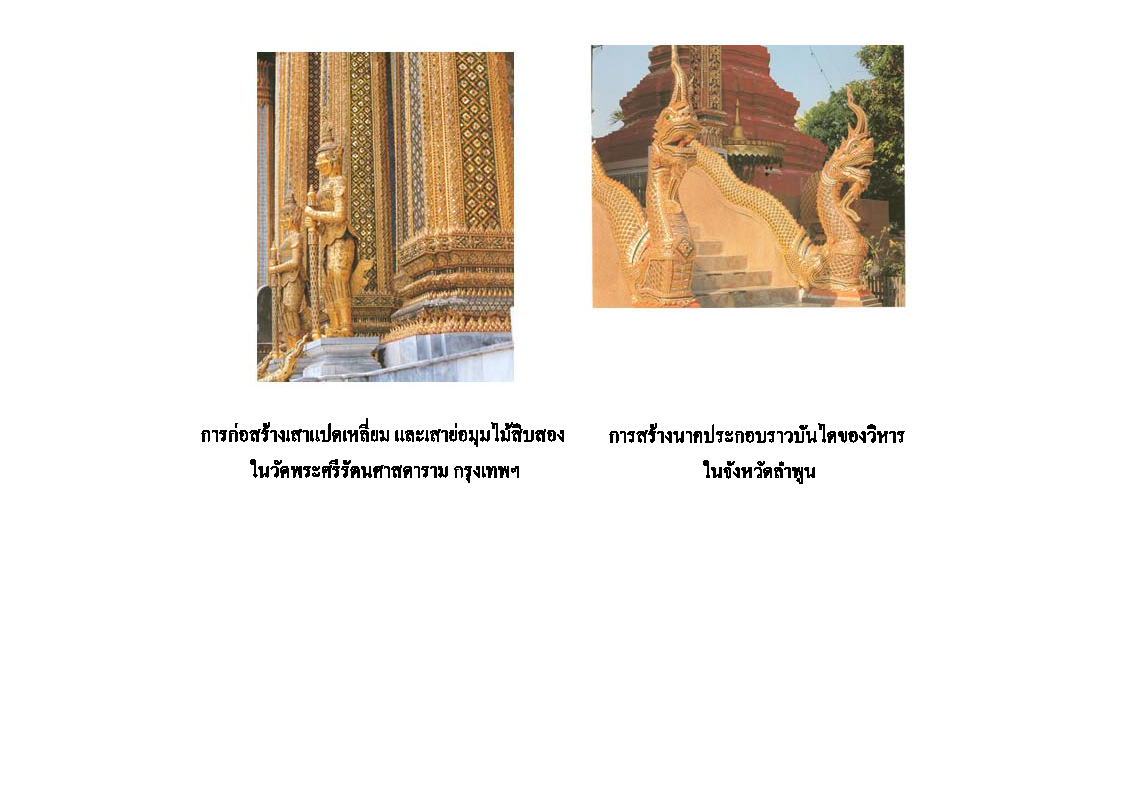 การก่อสร้างเสาแปดเหลี่ยม และเสาย่อมุมไม้สิบสอง
ในวัดพระศรีรัตนศาสดาราม กรุงเทพฯ
การสร้างนาคประกอบราวบันไดของวิหาร
ในจังหวัดลำพูน